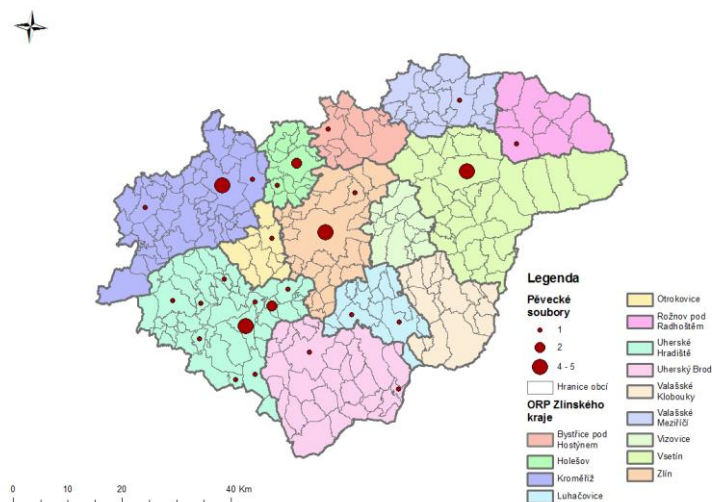 Legenda
Pěvecké
soubory
1
2
4 - 5
Hranice obcí
ORP Zlínského
kraje
Bystřice pod
Hostýnem
Holešov
Kroměříž
Luhačovice
Otrokovice
Rožnov pod
Radhoštěm
Uherské
Hradiště
Uherský Brod
Valašské
Klobouky
Valašské
Meziříčí
Vizovice
Vsetín
Zlín
0 10 20 40 Km